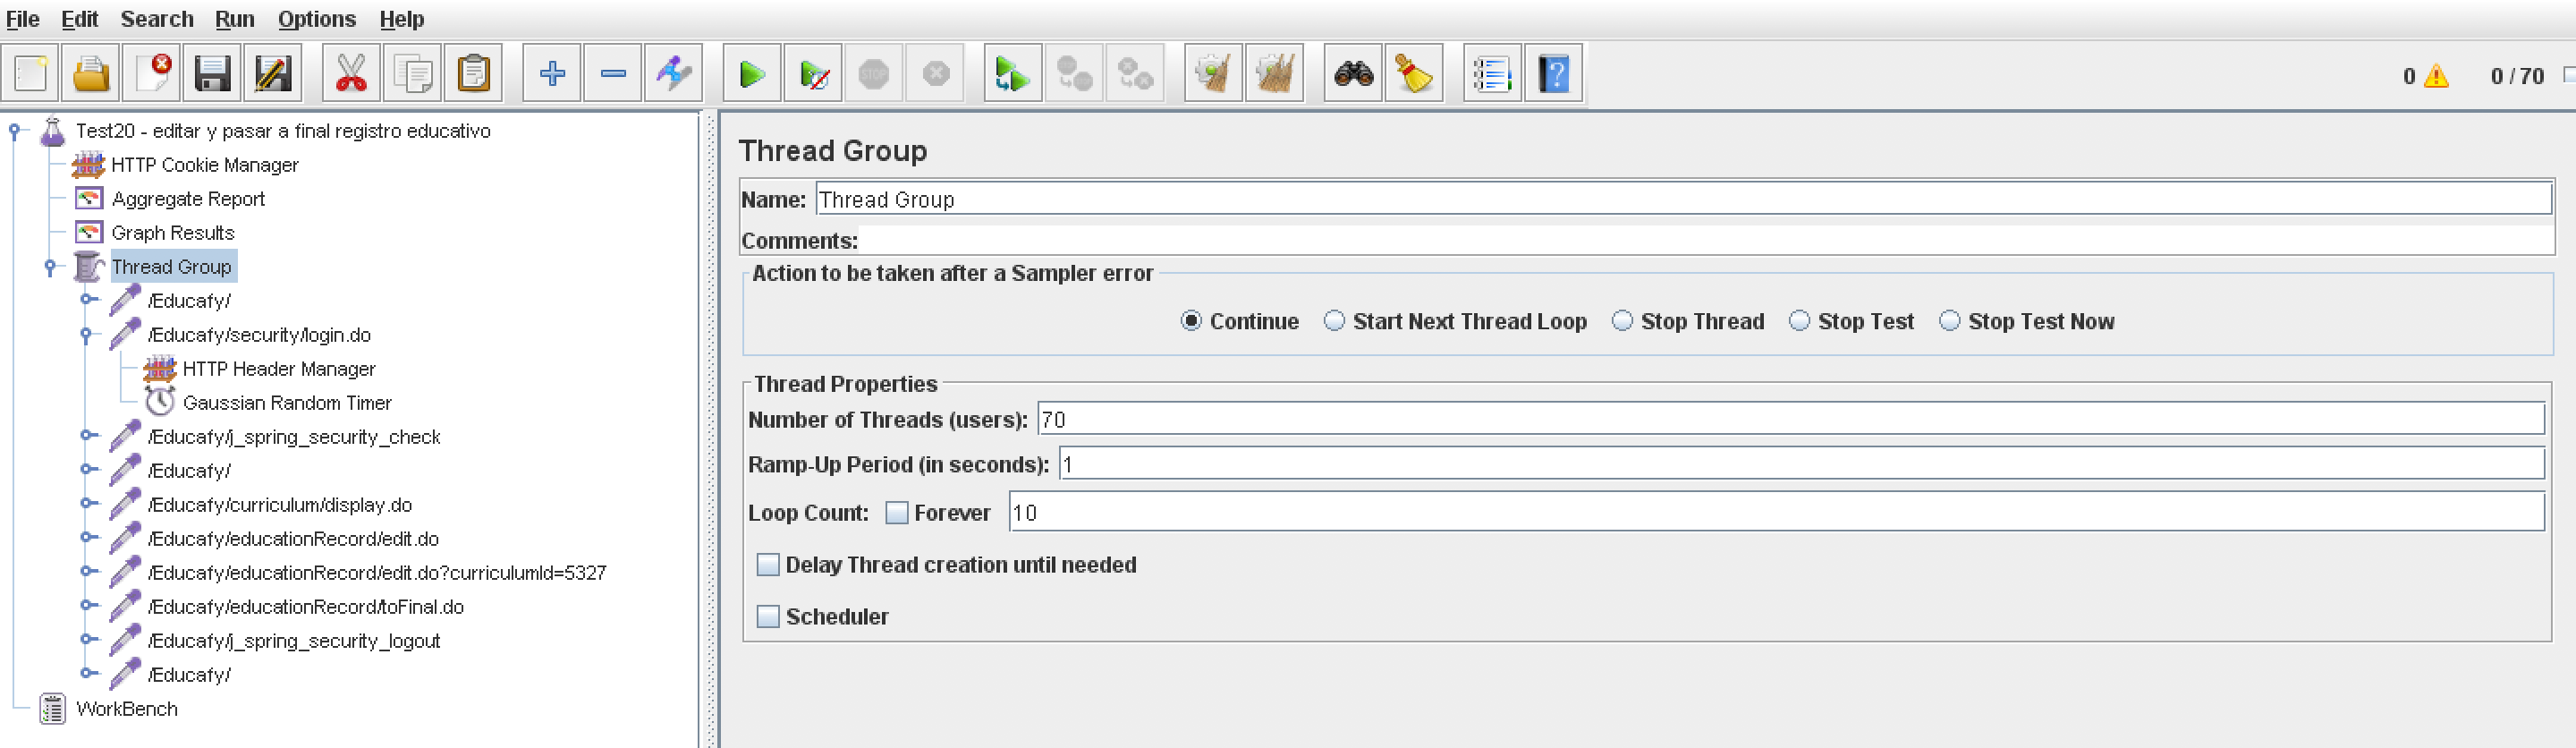 File Edit Search Run Options Help
STOP
0 0 / 70
Test20 - editar y pasar a final registro educativo
HTTP Cookie Manager
Aggregate Report
Graph Results
Thread Group
/Educafy/
/Educafy/security/login.do
HTTP Header Manager
Gaussian Random Timer
/Educafy/j_spring_security_check
/Educafy/
/Educafy/curriculum/display.do
/Educafy/educationRecord/edit.do
/Educafy/educationRecord/edit.do?curriculumId=5327
/Educafy/educationRecord/toFinal.do
/Educafy/j_spring_security_logout
/Educafy/
WorkBench
Thread Group
Name: Thread Group
Comments:
Action to be taken after a Sampler error
Continue Start Next Thread Loop Stop Thread Stop Test Stop Test Now
Thread Properties
Number of Threads (users): 70
Ramp-Up Period (in seconds): 1
Loop Count: Forever 10
Delay Thread creation until needed
Scheduler